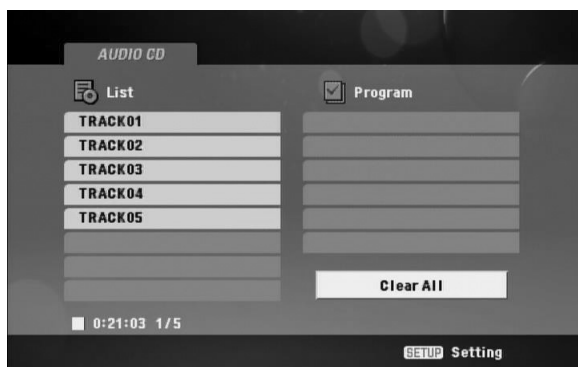 AUDIO CD
List
Program
TRACK01
TRACK02
TRACK03
TRACK04
TRACK05
Clear All
0:21:03 1/5
SETUP Setting